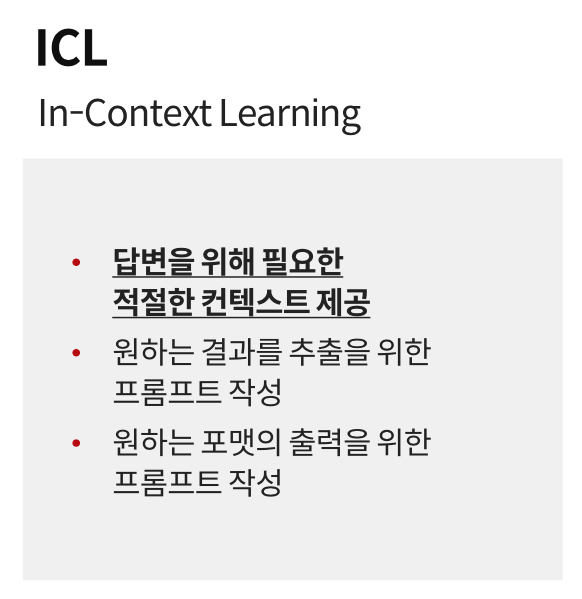 ICL
In-Context Learning
• 답변을 위해 필요한
적절한 컨텍스트 제공
• 원하는 결과를 추출을 위한
프롬프트 작성
• 원하는 포맷의 출력을 위한
프롬프트 작성